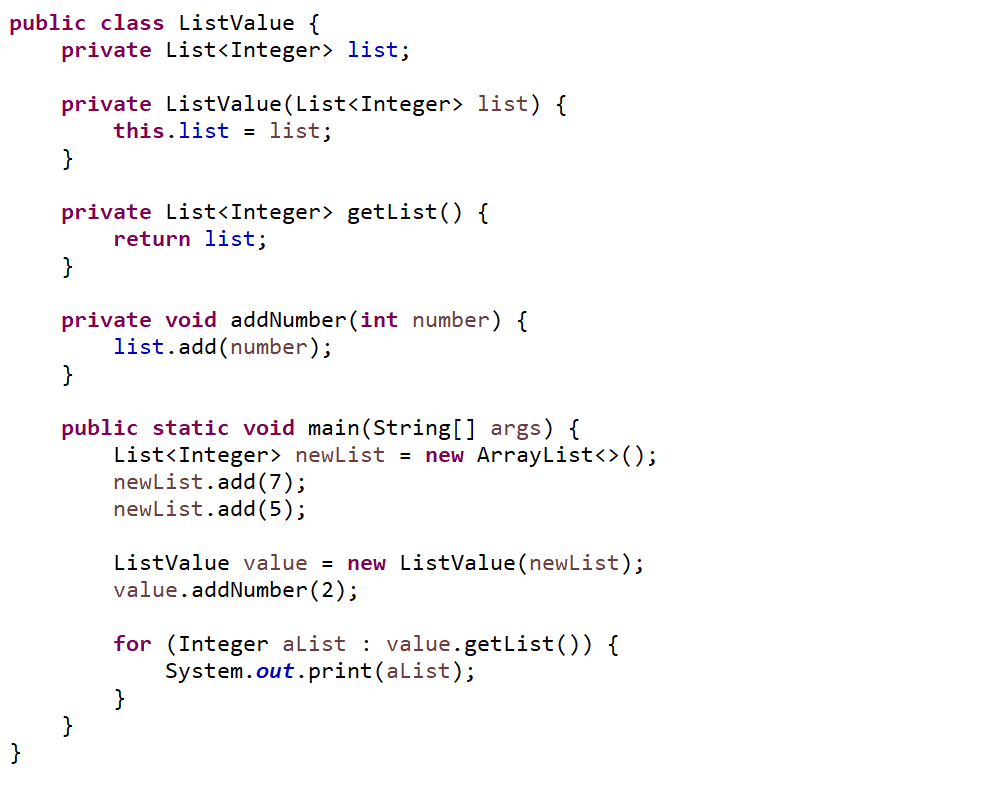 public class ListValue {
    private List<Integer> list;

    private ListValue(List<Integer> list) {
        this.list = list;
    }

    private List<Integer> getList() {
        return list;
    }

    private void addNumber(int number) {
        list.add(number);
    }

    public static void main(String[] args) {
        List<Integer> newList = new ArrayList<>();
        newList.add(7);
        newList.add(5);

        ListValue value = new ListValue(newList);
        value.addNumber(2);

        for (Integer aList : value.getList()) {
            System.out.print(aList);
        }
    }
}